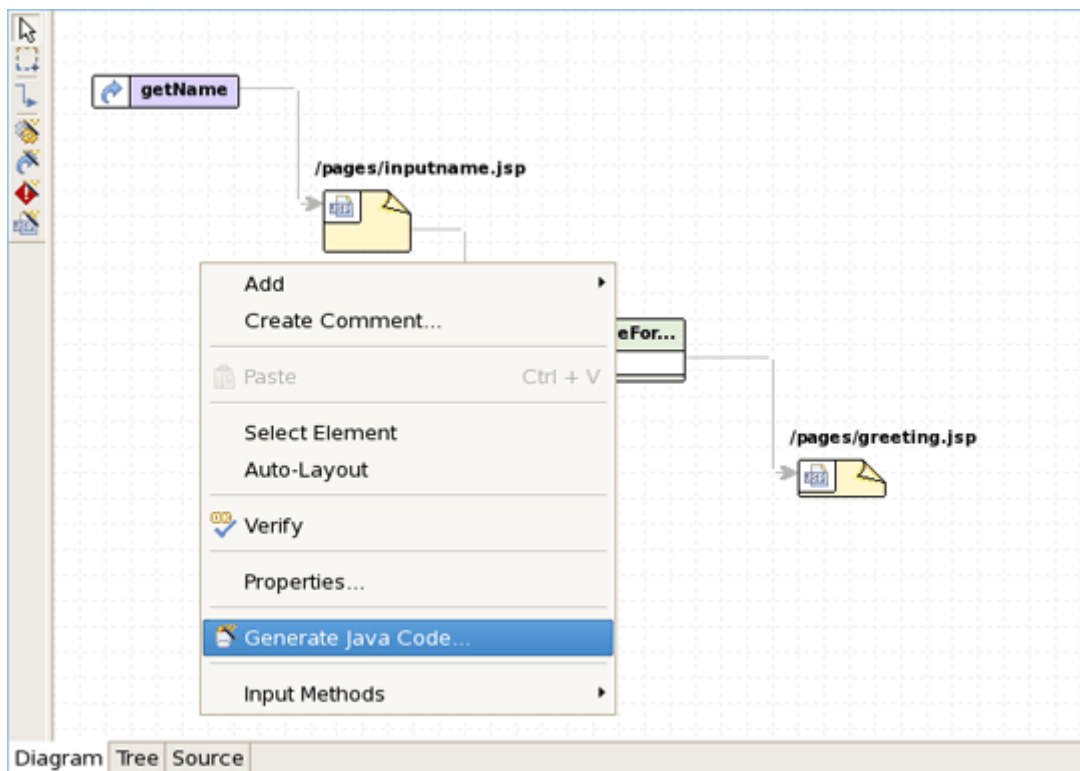 getName
/pages/inputname.jsp
Add
Create Comment...
eFor...
Paste Ctrl + V
Select Element
/pages/greeting.jsp
Auto-Layout
Verify
Properties...
Generate Java Code...
Input Methods
Diagram Tree Source